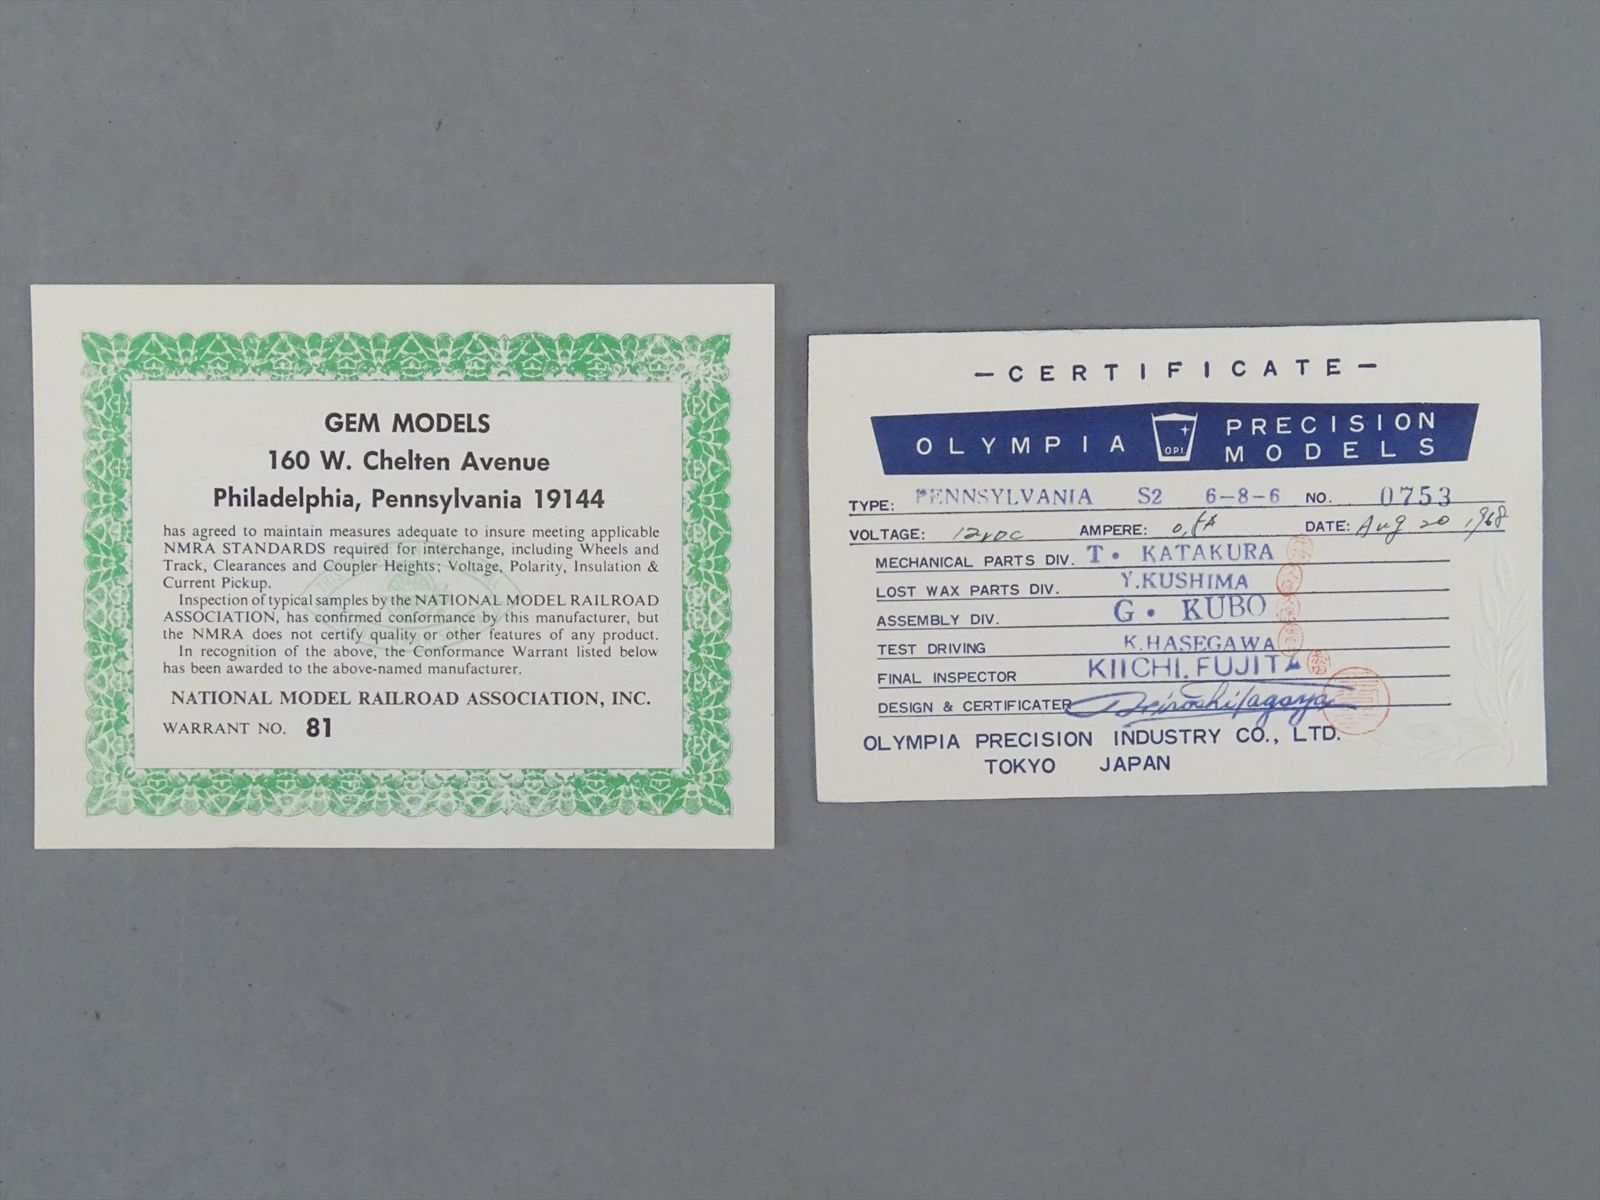 GEM MODELS
160 W. Chelten Avenue
Philadelphia, Pennsylvania 19144
has agreed to maintain measures adequate to insure meeting applicable
NMRA STANDARDS required for interchange, including Wheels and
Track, Clearances and Coupler Heights; Voltage, Polarity, Insulation &
Current Pickup.
Inspection of typical samples by the NATIONAL MODEL RAILROAD
ASSOCIATION, has confirmed conformance by this manufacturer, but
the NMRA does not certify quality or other features of any product.
In recognition of the above, the Conformance Warrant listed below
has been awarded to the above-named manufacturer.
NATIONAL MODEL RAILROAD ASSOCIATION, INC.
WARRANT NO. 81
- CERTIFICATE -
OLYMPIA O.P.I. PRECISION
MODELS
TYPE: PENNSYLVANIA S2 6-8-6 NO. 0753
VOLTAGE: 12VDC AMPERE: DATE: Aug 20, 1968
MECHANICAL PARTS DIV. T. KATAKURA
LOST WAX PARTS DIV. Y.KUSHIMA
ASSEMBLY DIV. G. KUBO
TEST DRIVING K.HASEGAWA
FINAL INSPECTOR KIICHI.FUJITA
DESIGN & CERTIFICATER
OLYMPIA PRECISION INDUSTRY CO., LTD.
TOKYO JAPAN